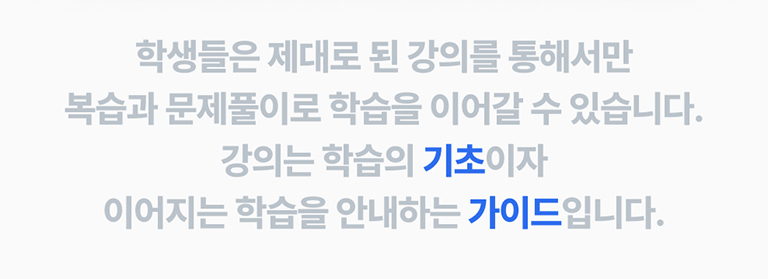 학생들은 제대로 된 강의를 통해서만
복습과 문제풀이로 학습을 이어갈 수 있습니다.
강의는 학습의 기초이자
이어지는 학습을 안내하는 가이드입니다.